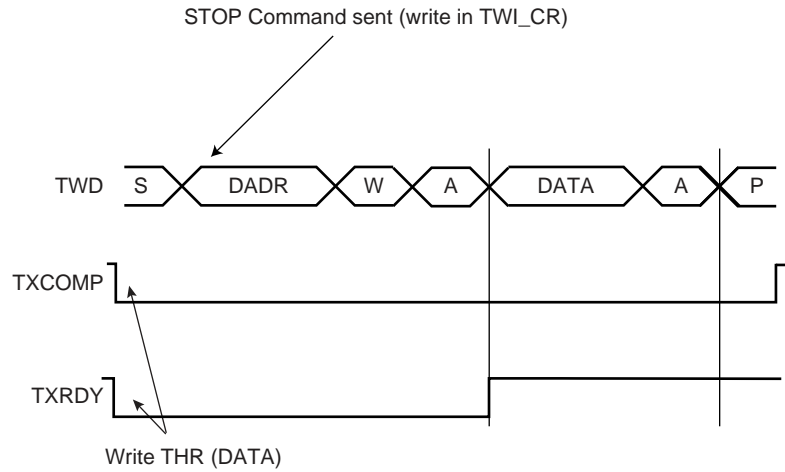 STOP Command sent (write in TWI_CR)
TWD S DADR W A DATA A P
TXCOMP
TXRDY
Write THR (DATA)